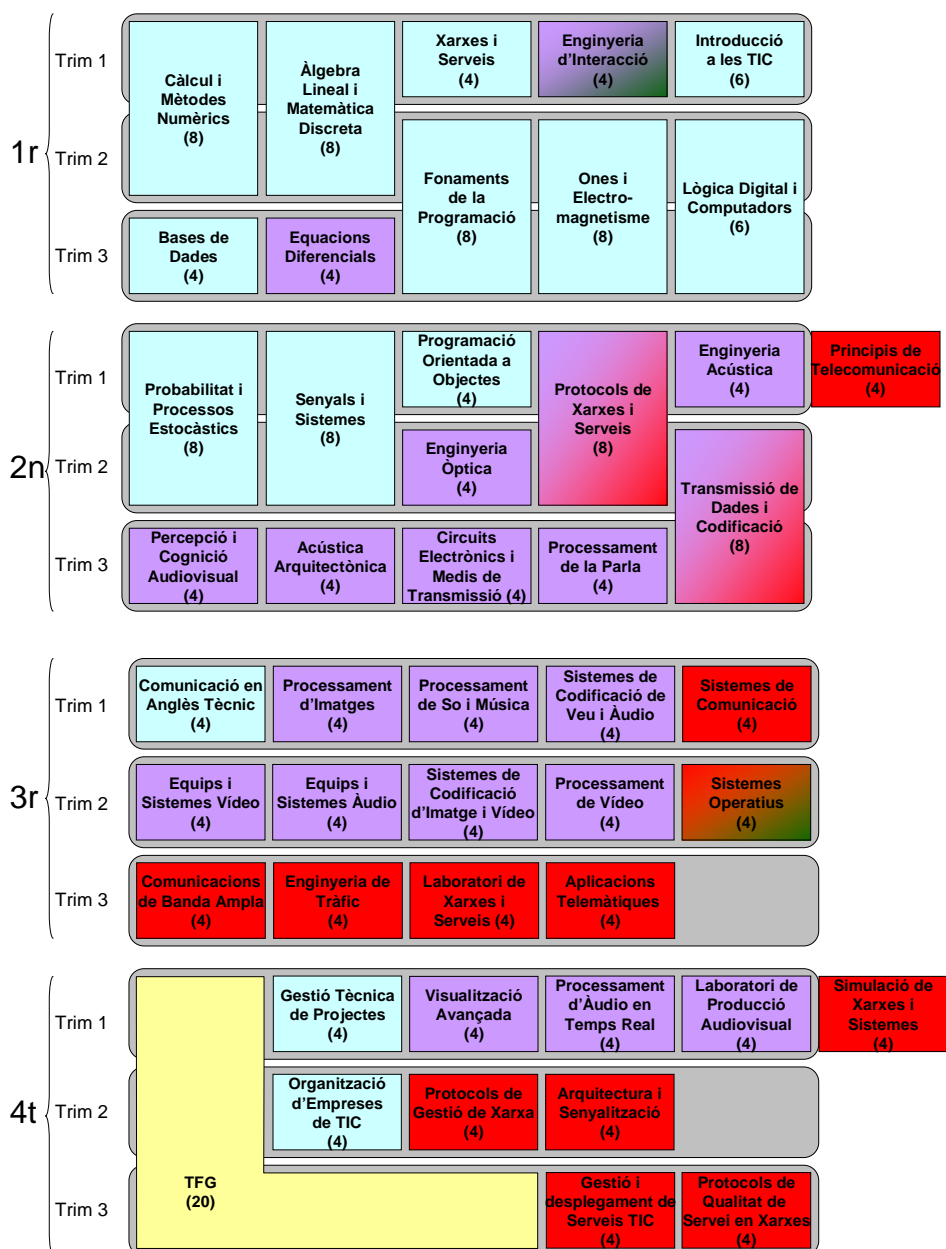 1r
Trim 1
Càlcul i
Mètodes
Numèrics
(8)
Àlgebra
Lineal i
Matemàtica
Discreta
(8)
Xarxes i
Serveis
(4)
Enginyeria
d'Interacció
(4)
Introducció
a les TIC
(6)
Trim 2
Fonaments
de la
Programació
(8)
Ones i
Electro-
magnetisme
(8)
Lògica Digital i
Computadors
(6)
Trim 3
Bases de
Dades
(4)
Equacions
Diferencials
(4)
2n
Trim 1
Probabilitat i
Processos
Estocàstics
(8)
Senyals i
Sistemes
(8)
Programació
Orientada a
Objectes
(4)
Protocols de
Xarxes i
Serveis
(8)
Enginyeria
Acústica
(4)
Principis de
Telecomunicació
(4)
Trim 2
Enginyeria
Òptica
(4)
Transmissió de
Dades i
Codificació
(8)
Trim 3
Percepció i
Cognició
Audiovisual
(4)
Acústica
Arquitectònica
(4)
Circuits
Electrònics i
Medis de
Transmissió (4)
Processament
de la Parla
(4)
3r
Trim 1
Comunicació en
Anglès Tècnic
(4)
Processament
d'Imatges
(4)
Processament
de So i Música
(4)
Sistemes de
Codificació de
Veu i Àudio
(4)
Sistemes de
Comunicació
(4)
Trim 2
Equips i
Sistemes Vídeo
(4)
Equips i
Sistemes Àudio
(4)
Sistemes de
Codificació
d'Imatge i Vídeo
(4)
Processament
de Vídeo
(4)
Sistemes
Operatius
(4)
Trim 3
Comunicacions
de Banda Ampla
(4)
Enginyeria de
Tràfic
(4)
Laboratori de
Xarxes i
Serveis (4)
Aplicacions
Telemàtiques
(4)
4t
Trim 1
Gestió Tècnica
de Projectes
(4)
Visualització
Avançada
(4)
Processament
d'Àudio en
Temps Real
(4)
Laboratori de
Producció
Audiovisual
(4)
Simulació de
Xarxes i
Sistemes
(4)
Trim 2
Organització
d'Empreses
de TIC
(4)
Protocols de
Gestió de Xarxa
(4)
Arquitectura i
Senyalització
(4)
Trim 3
TFG
(20)
Gestió i
desplegament de
Serveis TIC
(4)
Protocols de
Qualitat de
Servei en Xarxes
(4)